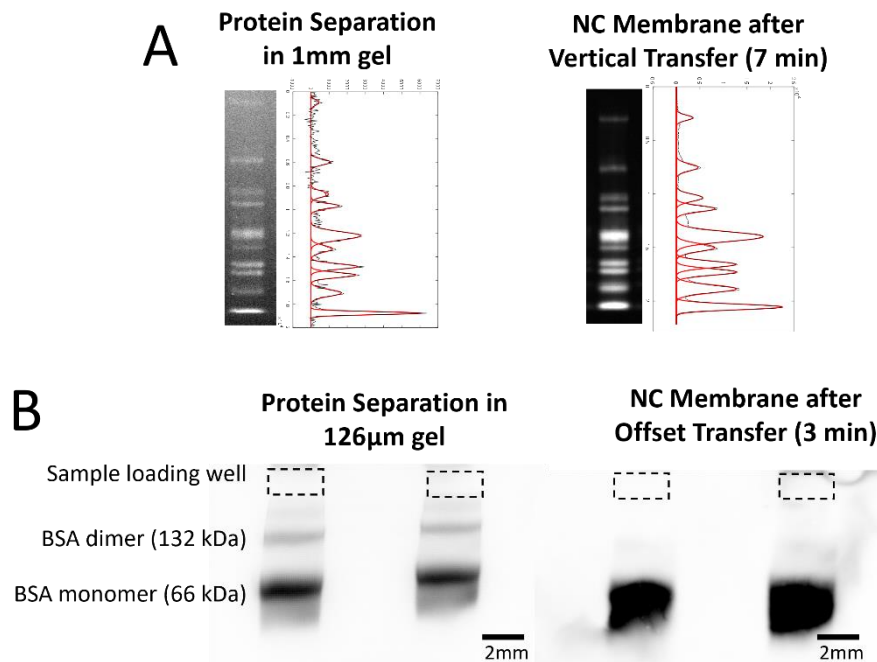 A
Protein Separation
in 1mm gel
NC Membrane after
Vertical Transfer (7 min)
B
Protein Separation in
126µm gel
NC Membrane after
Offset Transfer (3 min)
Sample loading well
BSA dimer (132 kDa)
BSA monomer (66 kDa)
2mm
2mm